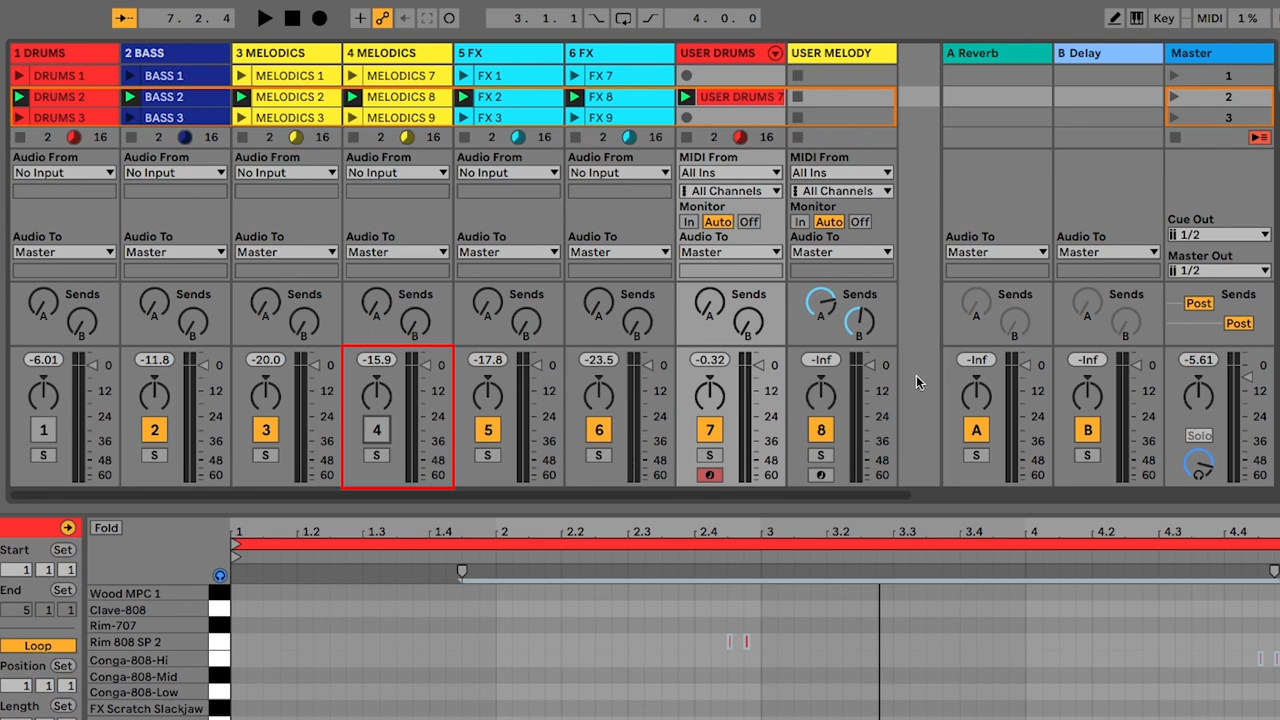 7. 2. 4 3. 1. 1 4. 0. 0 Key MIDI 1 %
1 DRUMS 2 BASS 3 MELODICS 4 MELODICS 5 FX 6 FX USER DRUMS USER MELODY A Reverb B Delay Master
DRUMS 1 BASS 1 MELODICS 1 MELODICS 7 FX 1 FX 7 1
DRUMS 2 BASS 2 MELODICS 2 MELODICS 8 FX 2 FX 8 USER DRUMS 7 2
DRUMS 3 BASS 3 MELODICS 3 MELODICS 9 FX 3 FX 9 3
2 16 2 16 2 16 2 16 2 16 2 16 2 16
Audio From Audio From Audio From Audio From Audio From Audio From MIDI From MIDI From
No Input No Input No Input No Input No Input No Input All Ins All Ins
All Channels All Channels
Monitor Monitor
In Auto Off In Auto Off Cue Out
Audio To Audio To Audio To Audio To Audio To Audio To Audio To Audio To Audio To Audio To ii 1/2
Master Master Master Master Master Master Master Master Master Master Master Out
ii 1/2
Sends Sends Sends Sends Sends Sends Sends Sends Sends Sends Sends
A A A A A A A A A A Post
B B B B B B B B B B Post
-6.01 0 -11.8 0 -20.0 0 -15.9 0 -17.8 0 -23.5 0 -0.32 0 -Inf 0 -Inf 0 -Inf 0 -5.61 0
12 12 12 12 12 12 12 12 12 12 12
24 24 24 24 24 24 24 24 24 24 24
1 36 2 36 3 36 4 36 5 36 6 36 7 36 8 36 A 36 B 36 Solo 36
S 48 S 48 S 48 S 48 S 48 S 48 S 48 S 48 S 48 S 48 48
60 60 60 60 60 60 60 60 60 60 60
Fold 1 1.2 1.3 1.4 2 2.2 2.3 2.4 3 3.2 3.3 3.4 4 4.2 4.3 4.4
Start Set
1 1 1
End Set
5 1 1
Loop
Position Set
1 1 1
Length Set
Wood MPC 1
Clave-808
Rim-707
Rim 808 SP 2
Conga-808-Hi
Conga-808-Mid
Conga-808-Low
FX Scratch Slackjaw